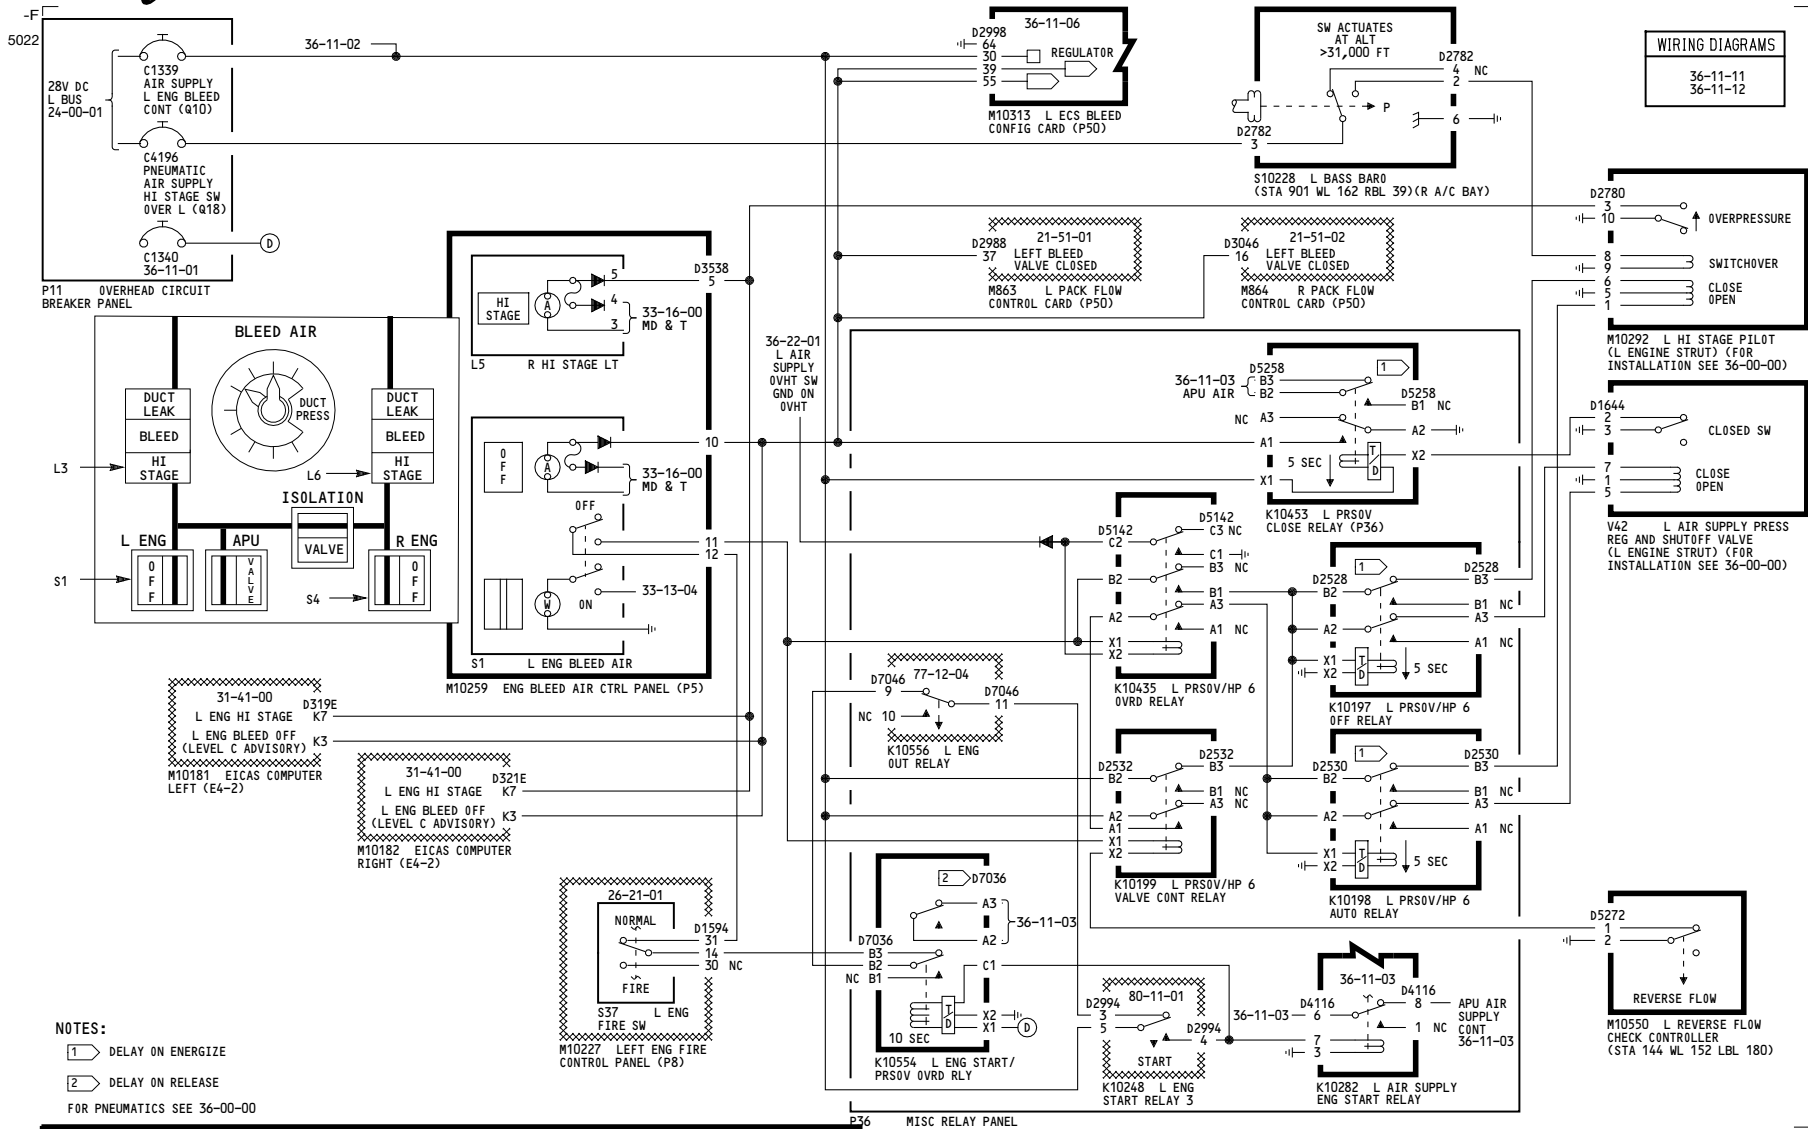 -F
5022
28V DC
L BUS
24-00-01
36-11-02
C1339
AIR SUPPLY
L ENG BLEED
CONT (Q10)
C4196
PNEUMATIC
AIR SUPPLY
HI STAGE SW
OVER L (Q18)
C1340
36-11-01
D
P11 OVERHEAD CIRCUIT
BREAKER PANEL
D2998
64
30
39
55
36-11-06
REGULATOR
M10313 L ECS BLEED
CONFIG CARD (P50)
SW ACTUATES
AT ALT
>31,000 FT
D2782
4 NC
2
6
P
D2782
3
S10228 L BASS BARO
(STA 901 WL 162 RBL 39)(R A/C BAY)
WIRING DIAGRAMS
36-11-11
36-11-12
D2780
3
10
8
9
6
5
1
OVERPRESSURE
SWITCHOVER
CLOSE
OPEN
M10292 L HI STAGE PILOT
(L ENGINE STRUT) (FOR
INSTALLATION SEE 36-00-00)
D2988
37
21-51-01
LEFT BLEED
VALVE CLOSED
M863 L PACK FLOW
CONTROL CARD (P50)
D3046
16
21-51-02
LEFT BLEED
VALVE CLOSED
M864 R PACK FLOW
CONTROL CARD (P50)
HI
STAGE
A
5
4
3
33-16-00
MD & T
D3538
5
L5 R HI STAGE LT
O
F
F
A
33-16-00
MD & T
10
OFF
11
12
ON
33-13-04
W
S1 L ENG BLEED AIR
M10259 ENG BLEED AIR CTRL PANEL (P5)
BLEED AIR
DUCT
PRESS
DUCT
LEAK
BLEED
HI
STAGE
DUCT
LEAK
BLEED
HI
STAGE
L3
L6
ISOLATION
VALVE
L ENG
APU
R ENG
O
F
F
V
A
L
V
E
O
F
F
S1
S4
36-22-01
L AIR
SUPPLY
OVHT SW
GND ON
OVHT
36-11-03
APU AIR
D5258
B3
B2
NC A3
A1
X1
1
D5258
B1 NC
A2
X2
5 SEC
T
D
K10453 L PRSOV
CLOSE RELAY (P36)
D1644
2
3
7
1
5
CLOSED SW
CLOSE
OPEN
V42 L AIR SUPPLY PRESS
REG AND SHUTOFF VALVE
(L ENGINE STRUT) (FOR
INSTALLATION SEE 36-00-00)
D5142
C2
B2
A2
X1
X2
D5142
C3 NC
C1
B3 NC
B1
A3
A1 NC
K10435 L PRSOV/HP 6
OVRD RELAY
D2528
B2
A2
X1
X2
1
D2528
B3
B1 NC
A3
A1 NC
T
D
5 SEC
K10197 L PRSOV/HP 6
OFF RELAY
31-41-00
D319E
L ENG HI STAGE K7
L ENG BLEED OFF
(LEVEL C ADVISORY) K3
M10181 EICAS COMPUTER
LEFT (E4-2)
31-41-00
D321E
L ENG HI STAGE K7
L ENG BLEED OFF
(LEVEL C ADVISORY) K3
M10182 EICAS COMPUTER
RIGHT (E4-2)
D7046
9
NC 10
77-12-04
D7046
11
K10556 L ENG
OUT RELAY
D2532
B2
A2
A1
X1
X2
D2532
B3
B1 NC
A3 NC
K10199 L PRSOV/HP 6
VALVE CONT RELAY
D2530
B2
A2
X1
X2
1
D2530
B3
B1 NC
A3
A1 NC
T
D
5 SEC
K10198 L PRSOV/HP 6
AUTO RELAY
26-21-01
NORMAL
FIRE
D1594
31
14
30 NC
S37 L ENG
FIRE SW
M10227 LEFT ENG FIRE
CONTROL PANEL (P8)
2
D7036
A3
A2
36-11-03
D7036
B3
B2
NC B1
C1
X2
X1
D
T
D
10 SEC
K10554 L ENG START/
PRSOV OVRD RLY
80-11-01
D2994
3
5
D2994
4
START
K10248 L ENG
START RELAY 3
36-11-03
36-11-03
D4116
6
7
3
D4116
8
1 NC
APU AIR
SUPPLY
CONT
36-11-03
K10282 L AIR SUPPLY
ENG START RELAY
D5272
1
2
REVERSE FLOW
M10550 L REVERSE FLOW
CHECK CONTROLLER
(STA 144 WL 152 LBL 180)
NOTES:
1 DELAY ON ENERGIZE
2 DELAY ON RELEASE
FOR PNEUMATICS SEE 36-00-00
P36 MISC RELAY PANEL